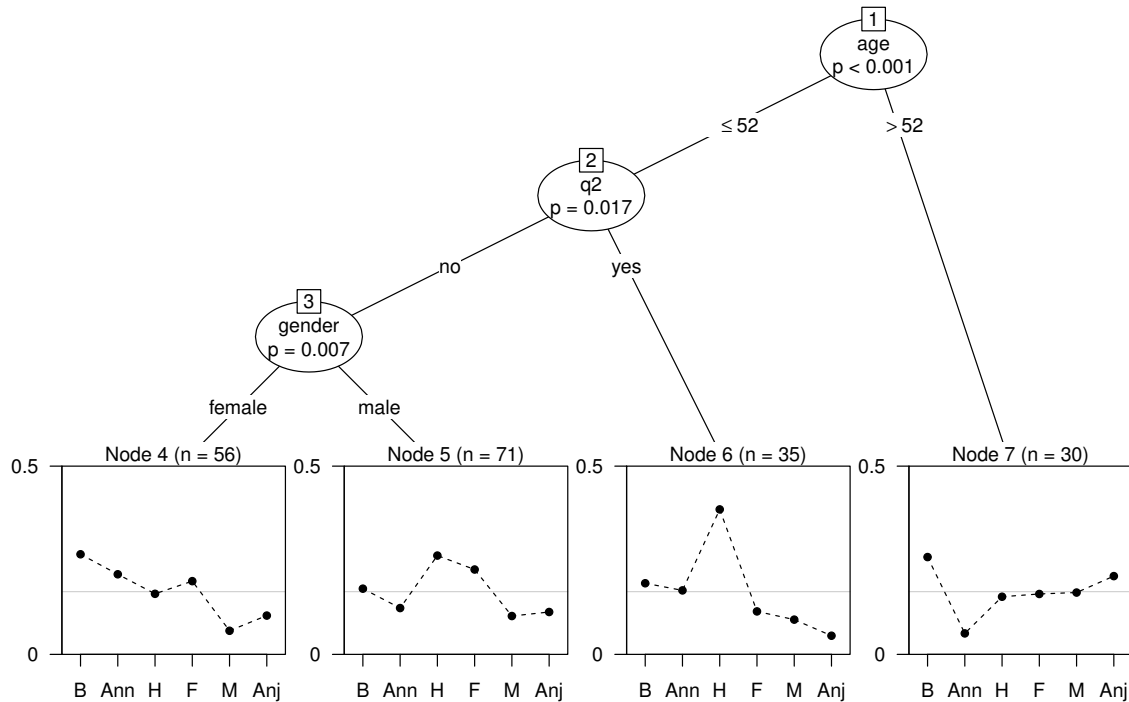 1
age
p < 0.001
≤ 52
> 52
2
q2
p = 0.017
no
yes
3
gender
p = 0.007
female
male
Node 4 (n = 56)
Node 5 (n = 71)
Node 6 (n = 35)
Node 7 (n = 30)
0.5
0.5
0.5
0.5
0
0
0
0
B Ann H F M Anj
B Ann H F M Anj
B Ann H F M Anj
B Ann H F M Anj